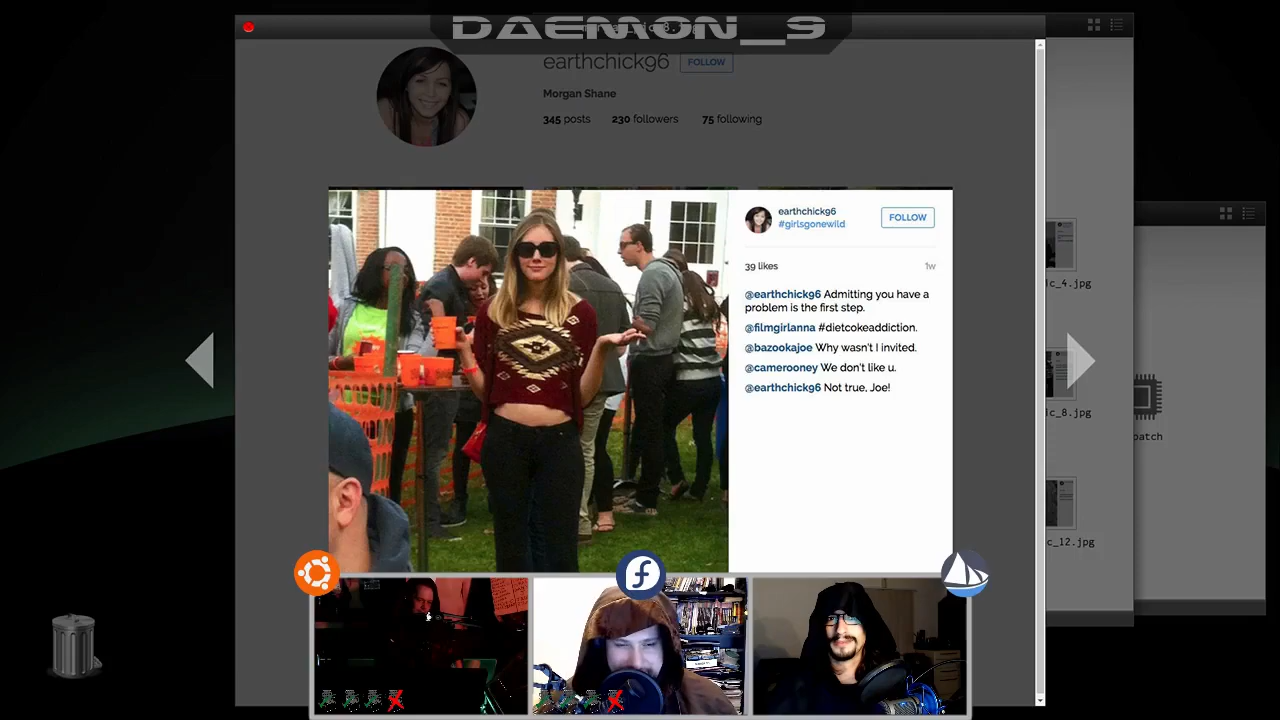 DAEMON_9
earthchick96 FOLLOW
Morgan Shane
345 posts 230 followers 75 following
earthchick96 FOLLOW
#girlsgonewild
39 likes 1w
@earthchick96 Admitting you have a
problem is the first step.
@filmgirlanna #dietcokeaddiction.
@bazookajoe Why wasn't I invited.
@camerooney We don't like u.
@earthchick96 Not true, Joe!
ic_4.jpg
ic_8.jpg
c_12.jpg
patch